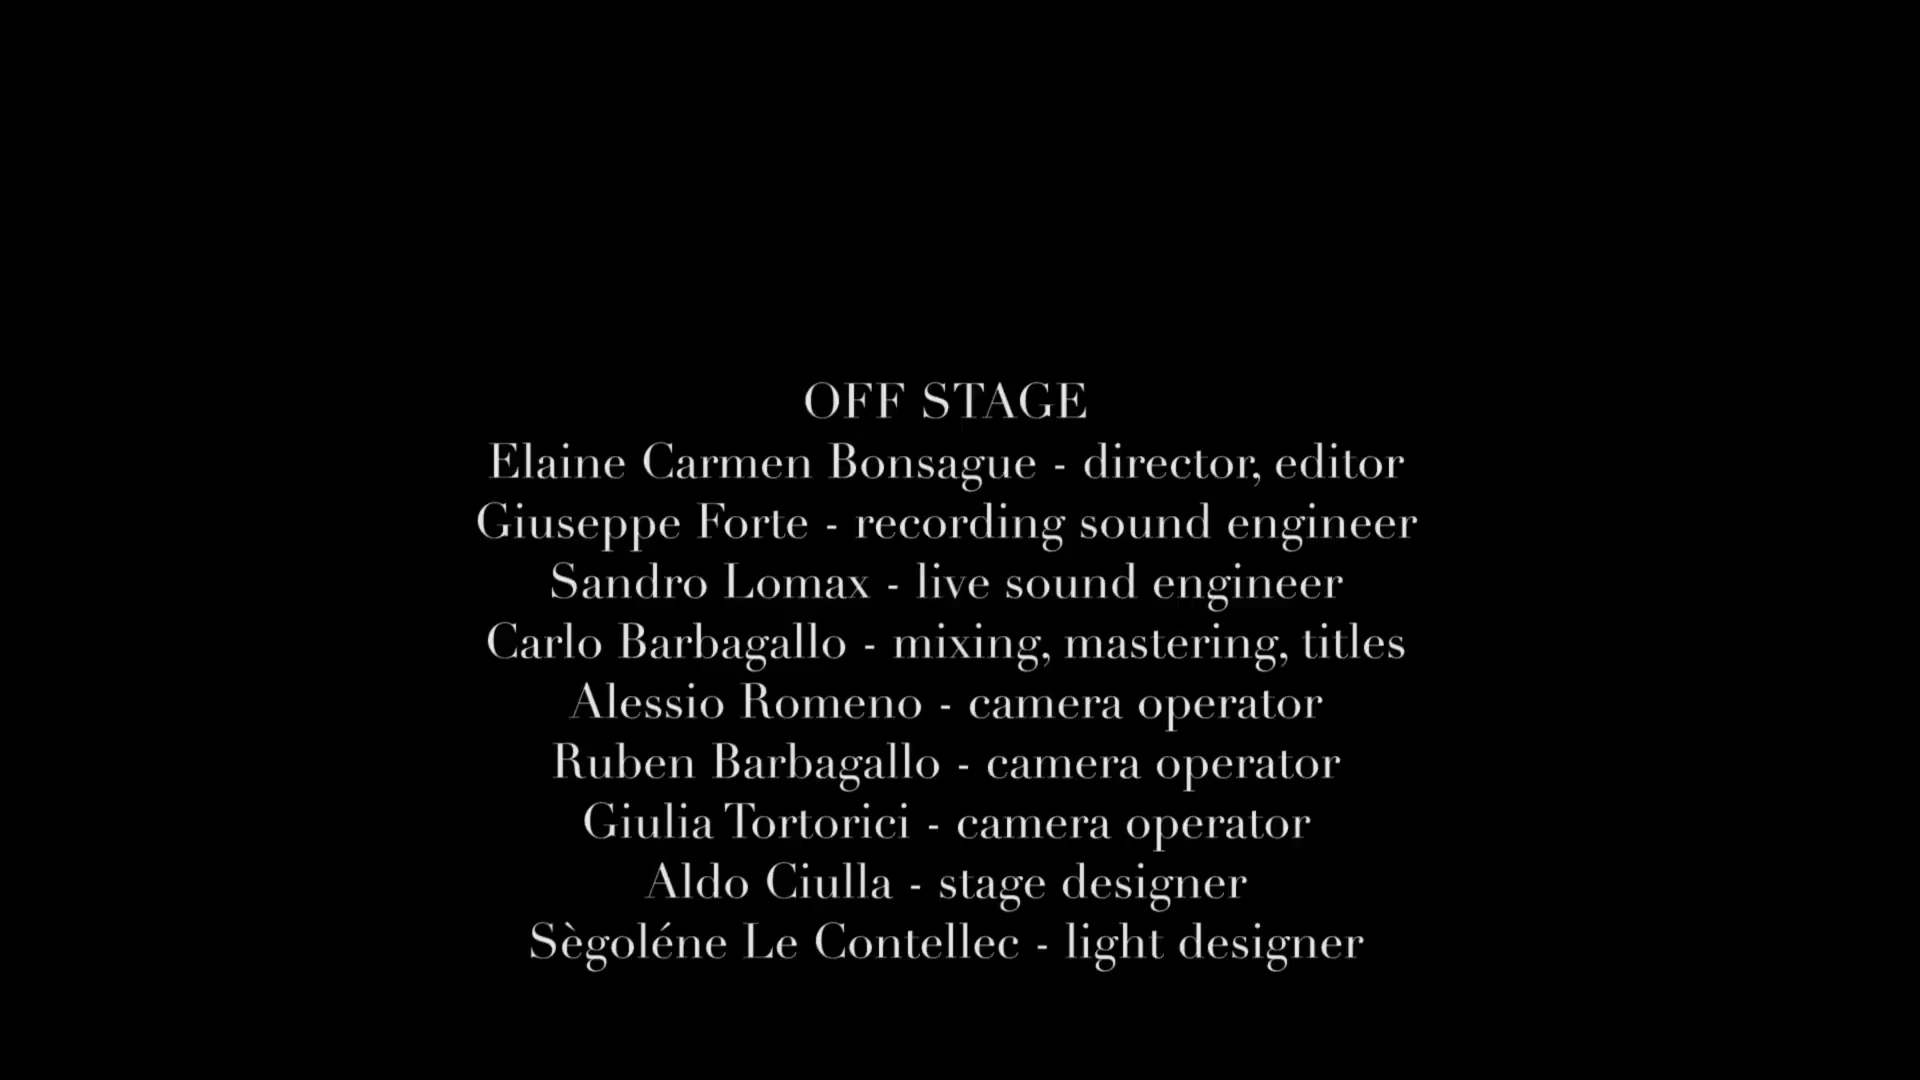 OFF STAGE
Elaine Carmen Bonsague - director, editor
Giuseppe Forte - recording sound engineer
Sandro Lomax - live sound engineer
Carlo Barbagallo - mixing, mastering, titles
Alessio Romeno - camera operator
Ruben Barbagallo - camera operator
Giulia Tortorici - camera operator
Aldo Ciulla - stage designer
Sègoléne Le Contellec - light designer